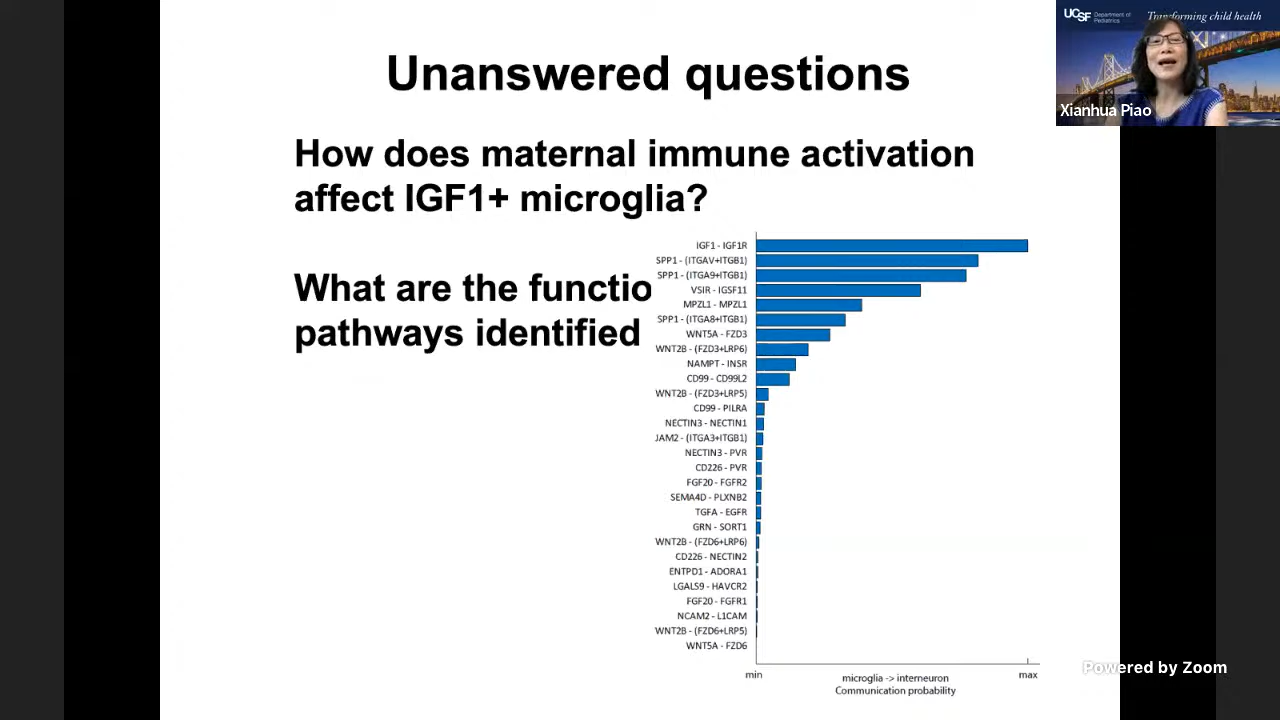 UCSF Department of Pediatrics
Transforming child health
Xianhua Piao
Unanswered questions
How does maternal immune activation
affect IGF1+ microglia?
What are the functio
pathways identified
IGF1 - IGF1R
SPP1 - (ITGAV+ITGB1)
SPP1 - (ITGA9+ITGB1)
VSIR - IGSF11
MPZL1 - MPZL1
SPP1 - (ITGA8+ITGB1)
WNT5A - FZD3
WNT2B - (FZD3+LRP6)
NAMPT - INSR
CD99 - CD99L2
WNT2B - (FZD3+LRP5)
CD99 - PILRA
NECTIN3 - NECTIN1
JAM2 - (ITGA3+ITGB1)
NECTIN3 - PVR
CD226 - PVR
FGF20 - FGFR2
SEMA4D - PLXNB2
TGFA - EGFR
GRN - SORT1
WNT2B - (FZD6+LRP6)
CD226 - NECTIN2
ENTPD1 - ADORA1
LGALS9 - HAVCR2
FGF20 - FGFR1
NCAM2 - L1CAM
WNT2B - (FZD6+LRP5)
WNT5A - FZD6
min
max
microglia -> interneuron
Communication probability
Powered by Zoom